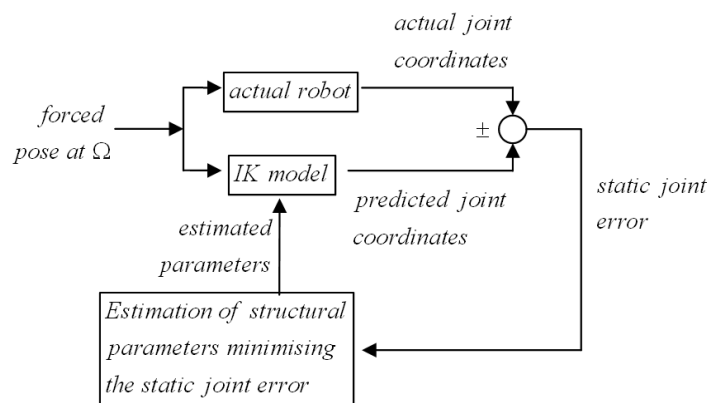 actual joint
coordinates
actual robot
forced
pose at Ω
±
IK model
static joint
error
predicted joint
coordinates
estimated
parameters
Estimation of structural
parameters minimising
the static joint error